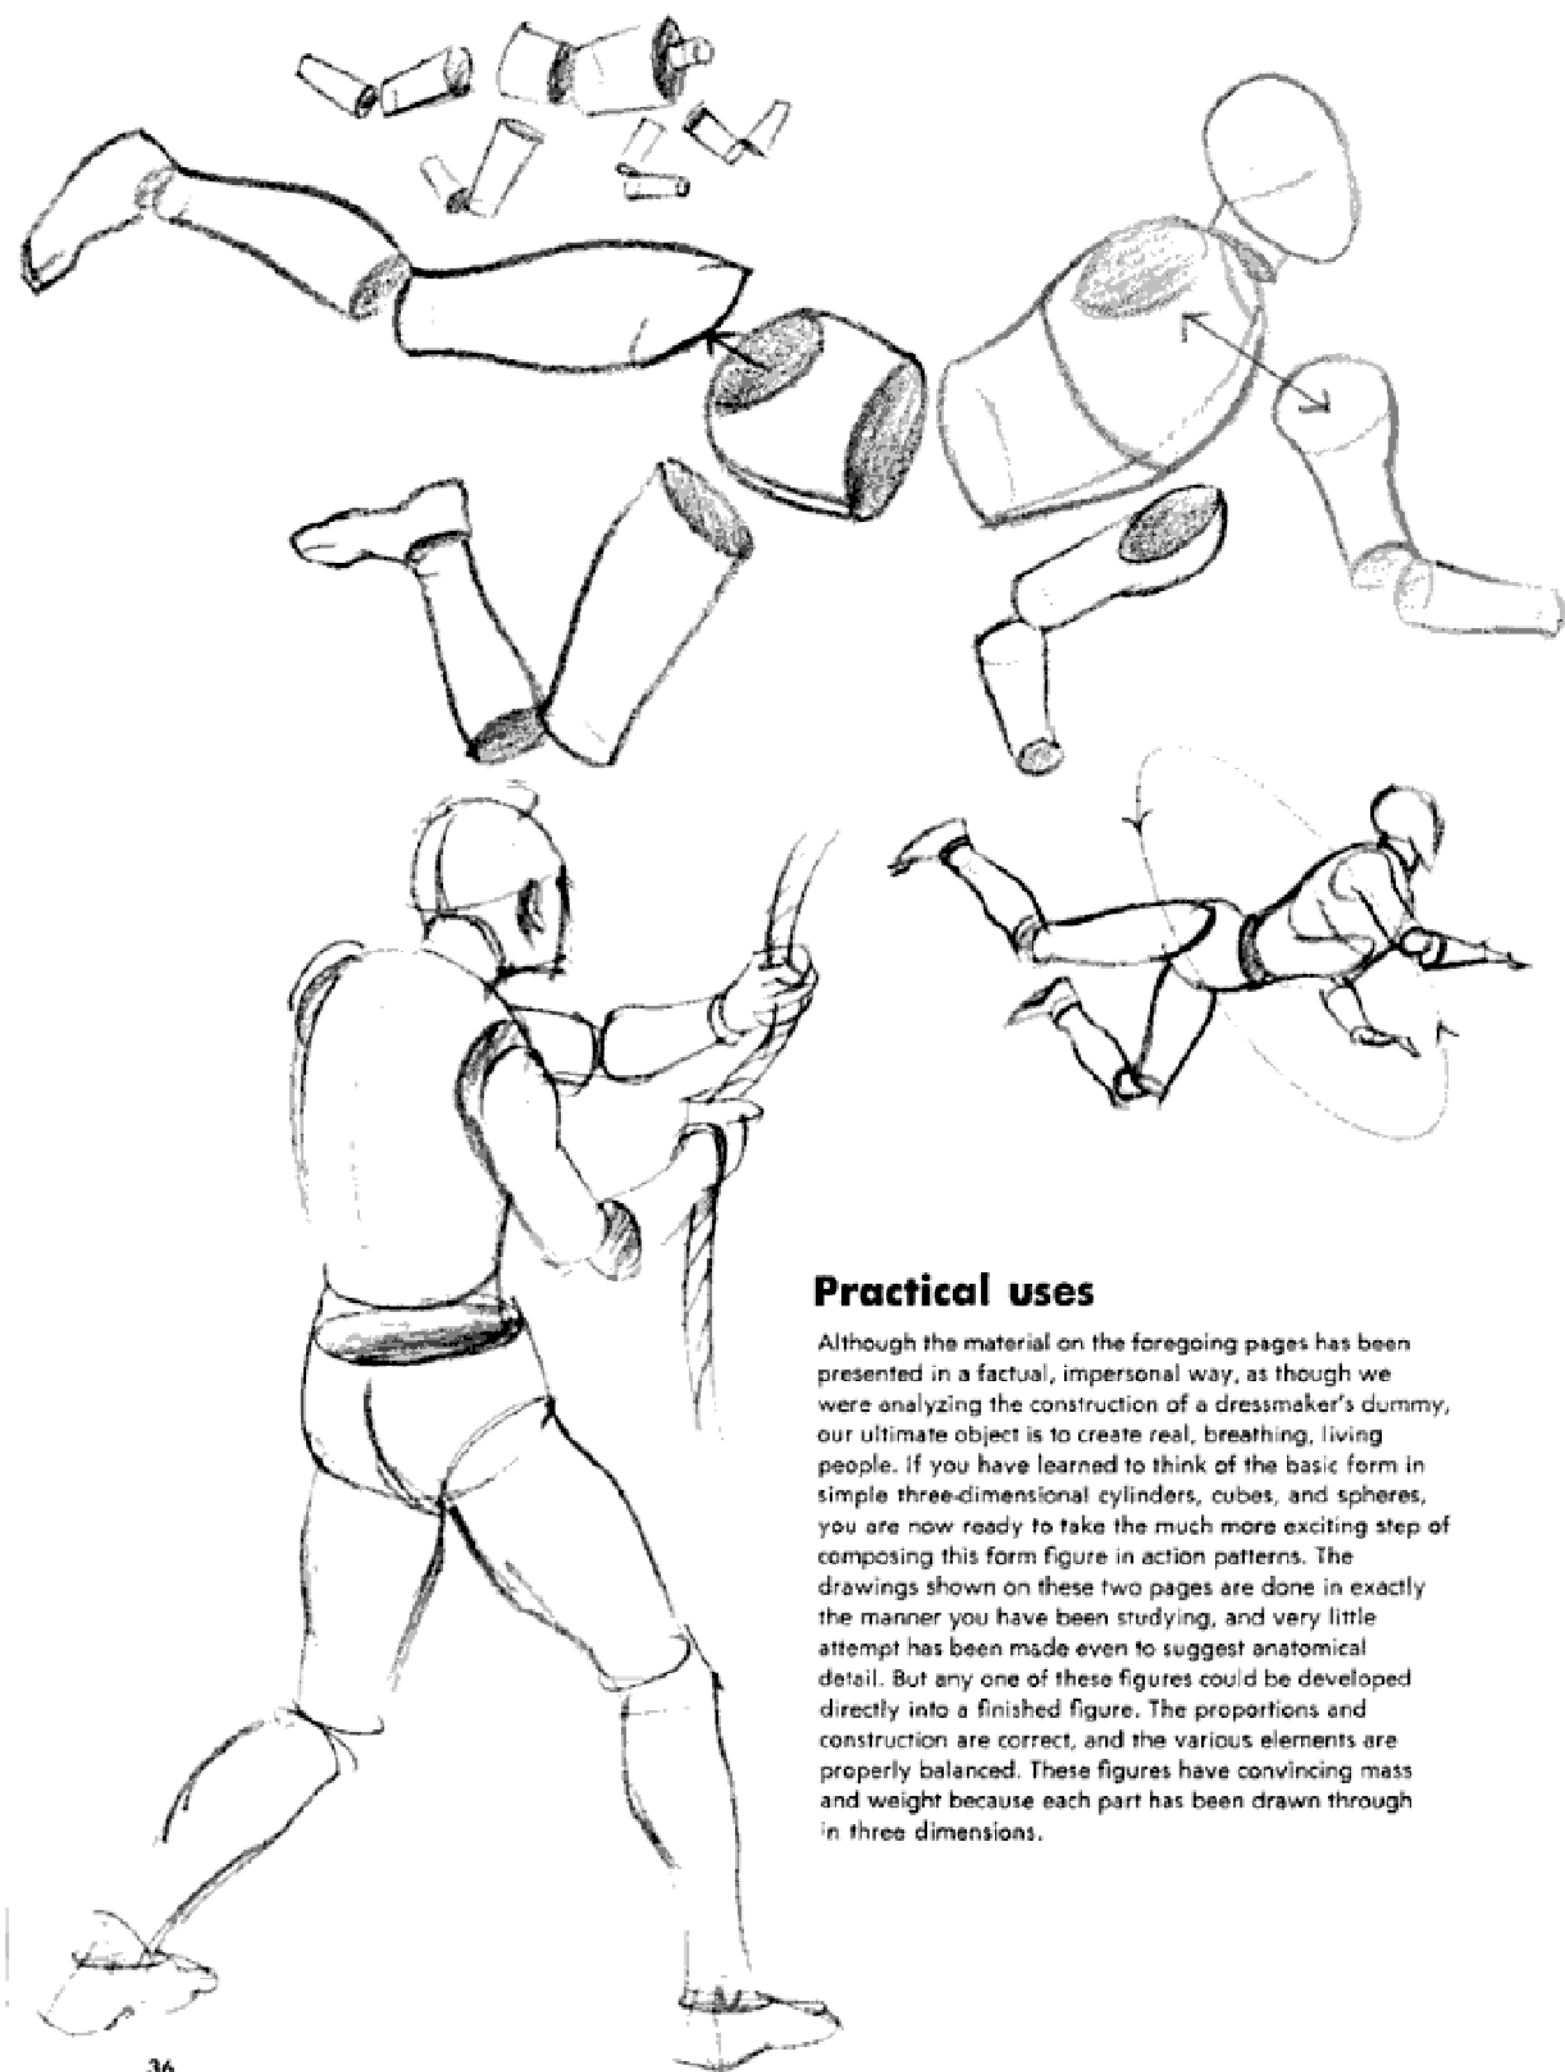 Practical uses
Although the material on the foregoing pages has been
presented in a factual, impersonal way, as though we
were analyzing the construction of a dressmaker's dummy,
our ultimate object is to create real, breathing, living
people. If you have learned to think of the basic form in
simple three-dimensional cylinders, cubes, and spheres,
you are now ready to take the much more exciting step of
composing this form figure in action patterns. The
drawings shown on these two pages are done in exactly
the manner you have been studying, and very little
attempt has been made even to suggest anatomical
detail. But any one of these figures could be developed
directly into a finished figure. The proportions and
construction are correct, and the various elements are
properly balanced. These figures have convincing mass
and weight because each part has been drawn through
in three dimensions.
36